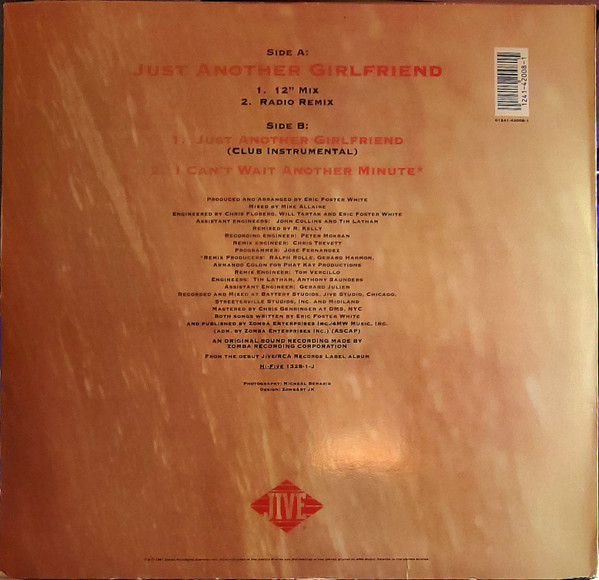 Side A:
Just Another Girlfriend
1. 12" Mix
2. Radio Remix
Side B:
1. Just Another Girlfriend
(Club Instrumental)
2. I Can't Wait Another Minute*
Produced and Arranged by Eric Foster White
Mixed by Mike Allaire
Engineered by Chris Floberg, Will Tartan and Eric Foster White
Assistant engineers: John Collins and Tim Latham
Remixed by R. Kelly
Recording Engineer: Peter Mokran
Remix engineer: Chris Trevett
Programmer: Jose Fernandez
*Remix Producers: Ralph Rolle, Gerard Harmon,
Armando Colon for Phat Kat Productions
Remix Engineer: Tom Vercillo
Engineers: Tim Latham, Anthony Saunders
Assistant Engineer: Gerard Julien
Recorded and Mixed at Battery Studios, Jive Studio, Chicago,
Streeterville Studios, Inc. and Midiland
Mastered by Chris Gehringer at DMS, NYC
Both songs written by Eric Foster White
and published by Zomba Enterprises Inc./4MW Music, Inc.
(adm. by Zomba Enterprises Inc.) (ASCAP)
An original sound recording made by
Zomba Recording Corporation
From the debut Jive/RCA Records Label album
Hi-Five 1328-1-J
Photography: Micheal Benabib
Design: Zombart JK
JIVE
1241-42008-1